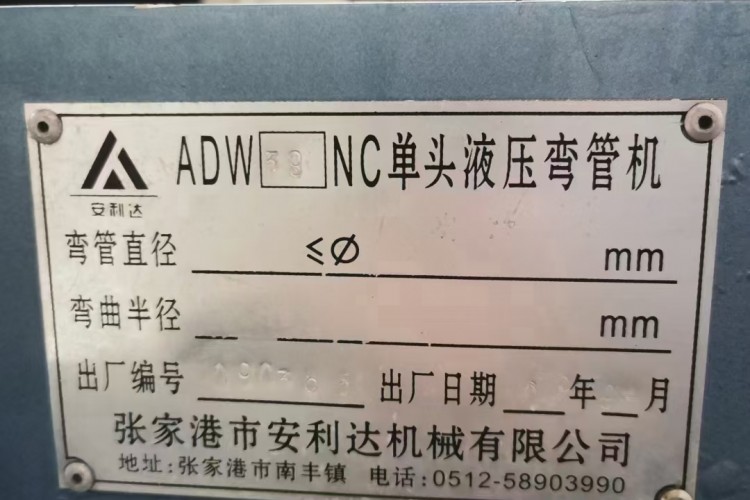 安利达
ADW 38 NC单头液压弯管机
弯管直径 ≤Ø mm
弯曲半径 mm
出厂编号 出厂日期 年 月
张家港市安利达机械有限公司
地址:张家港市南丰镇 电话:0512-58903990